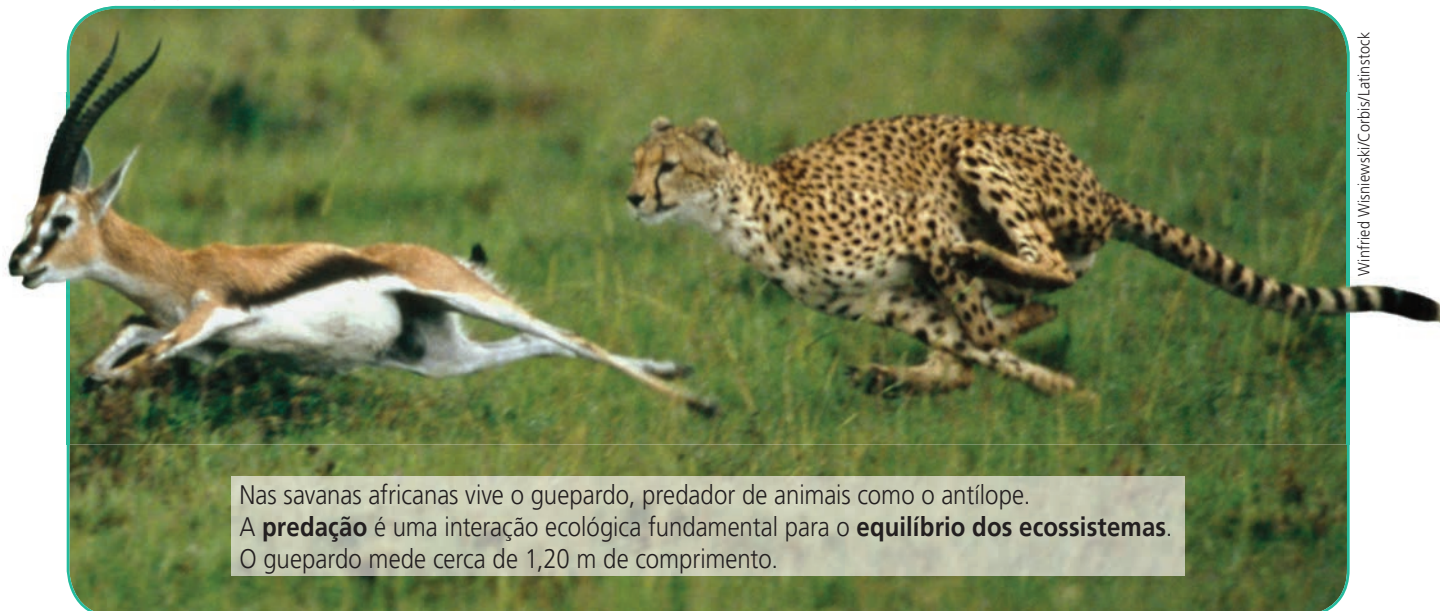 Winfried Wisniewski/Corbis/Latinstock
Nas savanas africanas vive o guepardo, predador de animais como o antílope.
A predação é uma interação ecológica fundamental para o equilíbrio dos ecossistemas.
O guepardo mede cerca de 1,20 m de comprimento.